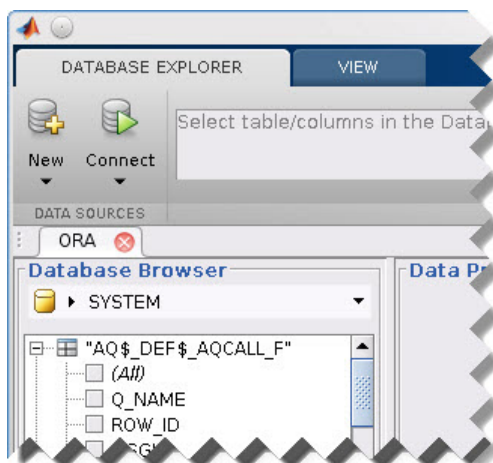 DATABASE EXPLORER VIEW
Select table/columns in the
New Connect
DATA SOURCES
ORA
Database Browser Data
SYSTEM
"AQ$_DEF$_AQCALL_F"
(All)
Q_NAME
ROW_ID